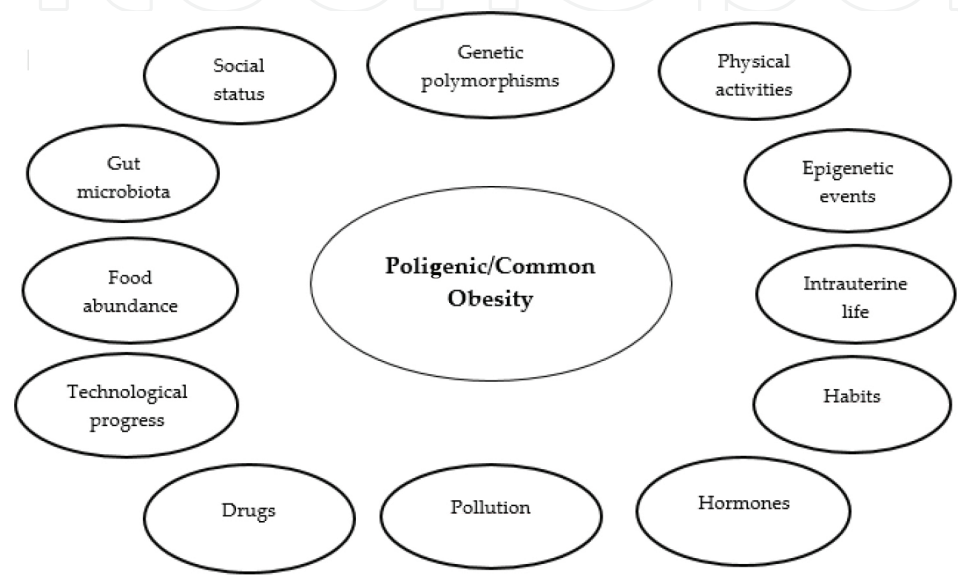 Social
status
Genetic
polymorphisms
Physical
activities
Gut
microbiota
Epigenetic
events
Food
abundance
Poligenic/Common
Obesity
Intrauterine
life
Technological
progress
Habits
Drugs
Pollution
Hormones